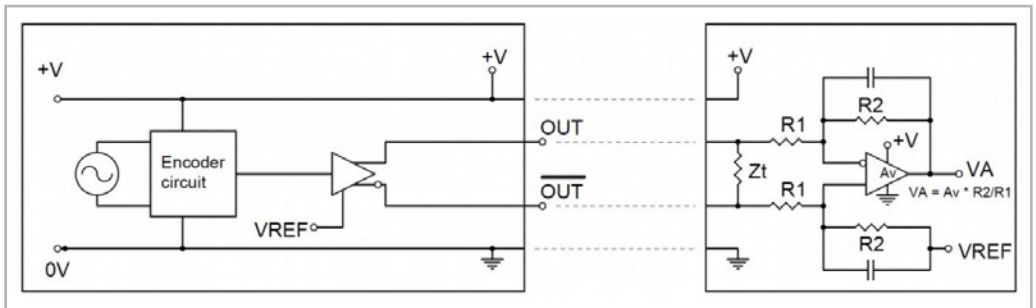 +V
+V
Encoder
circuit
VREF
0V
OUT
OUT
+V
R1
R2
+V
Zt
Av
VA
VA = Av * R2/R1
R1
R2
VREF